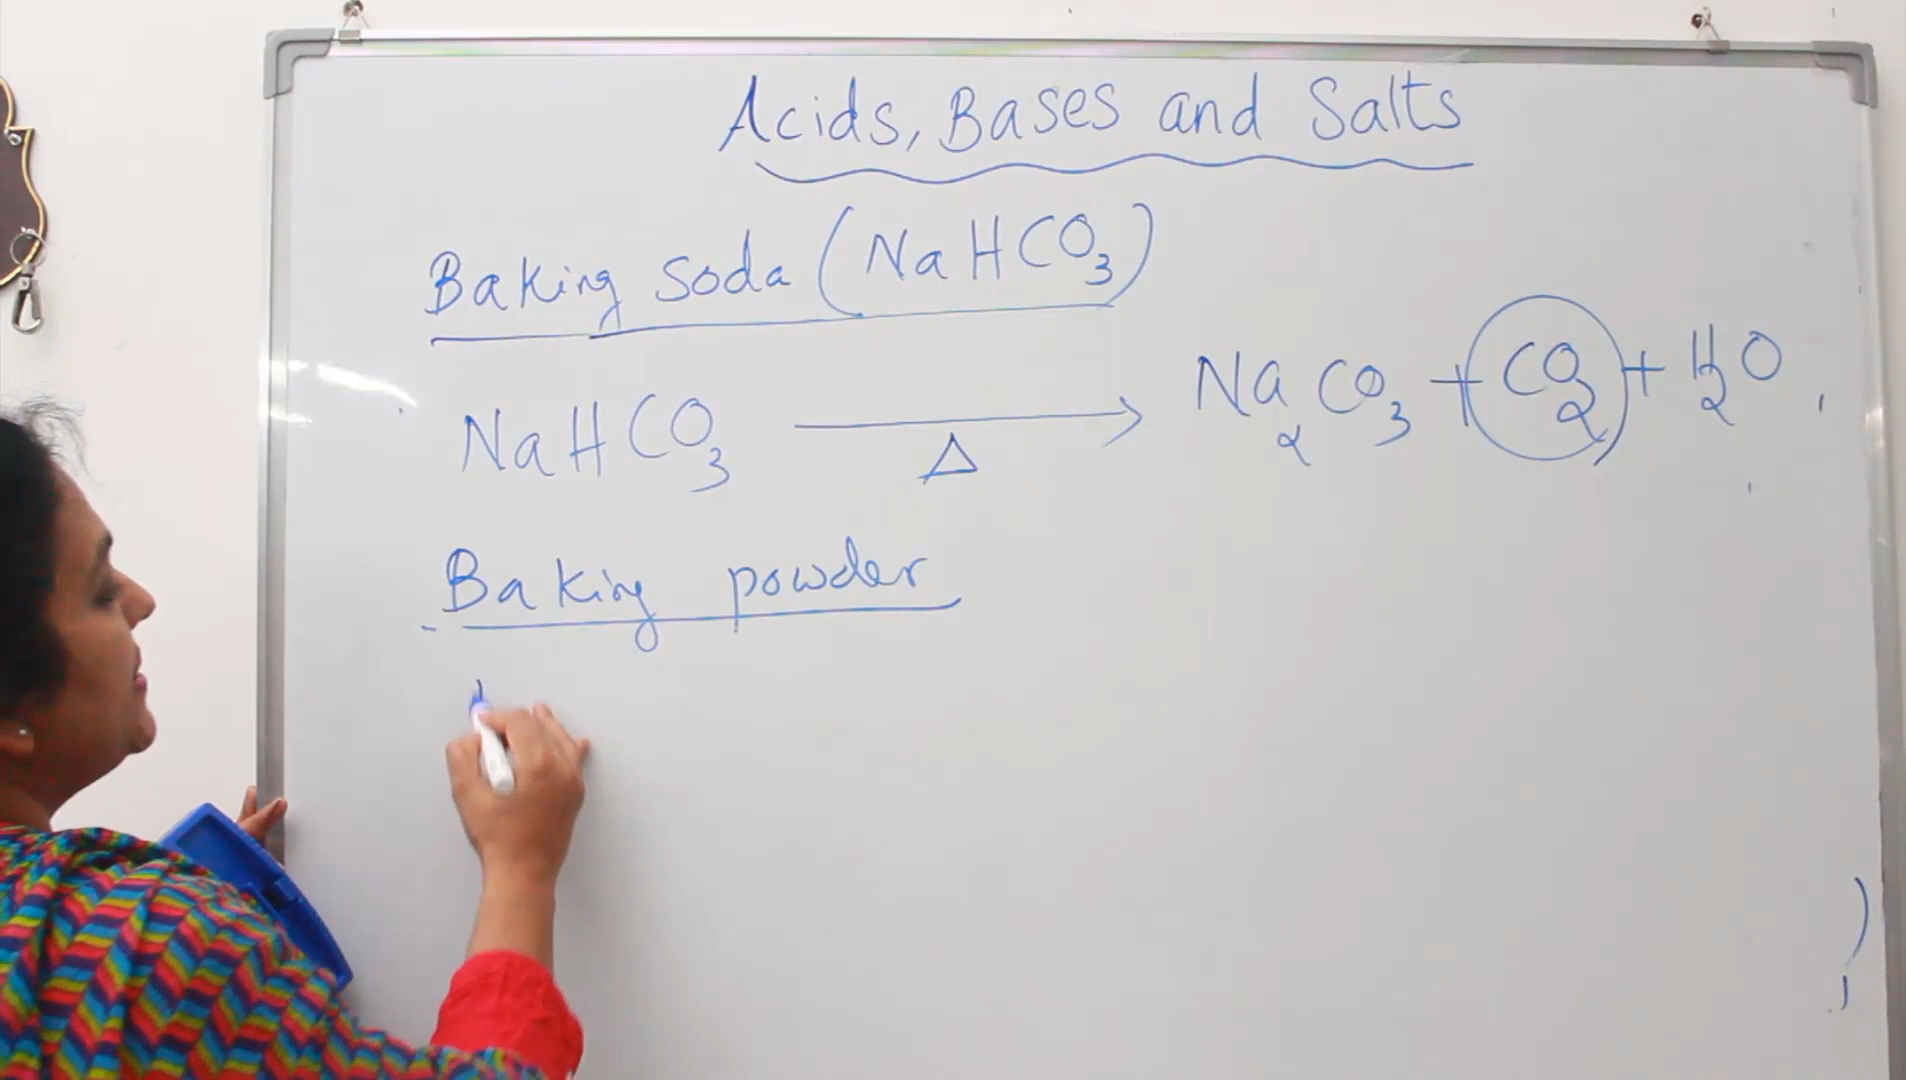 Acids, Bases and Salts
Baking soda (NaHCO₃)
NaHCO₃ →Δ Na₂CO₃ + CO₂ + H₂O
Baking powder